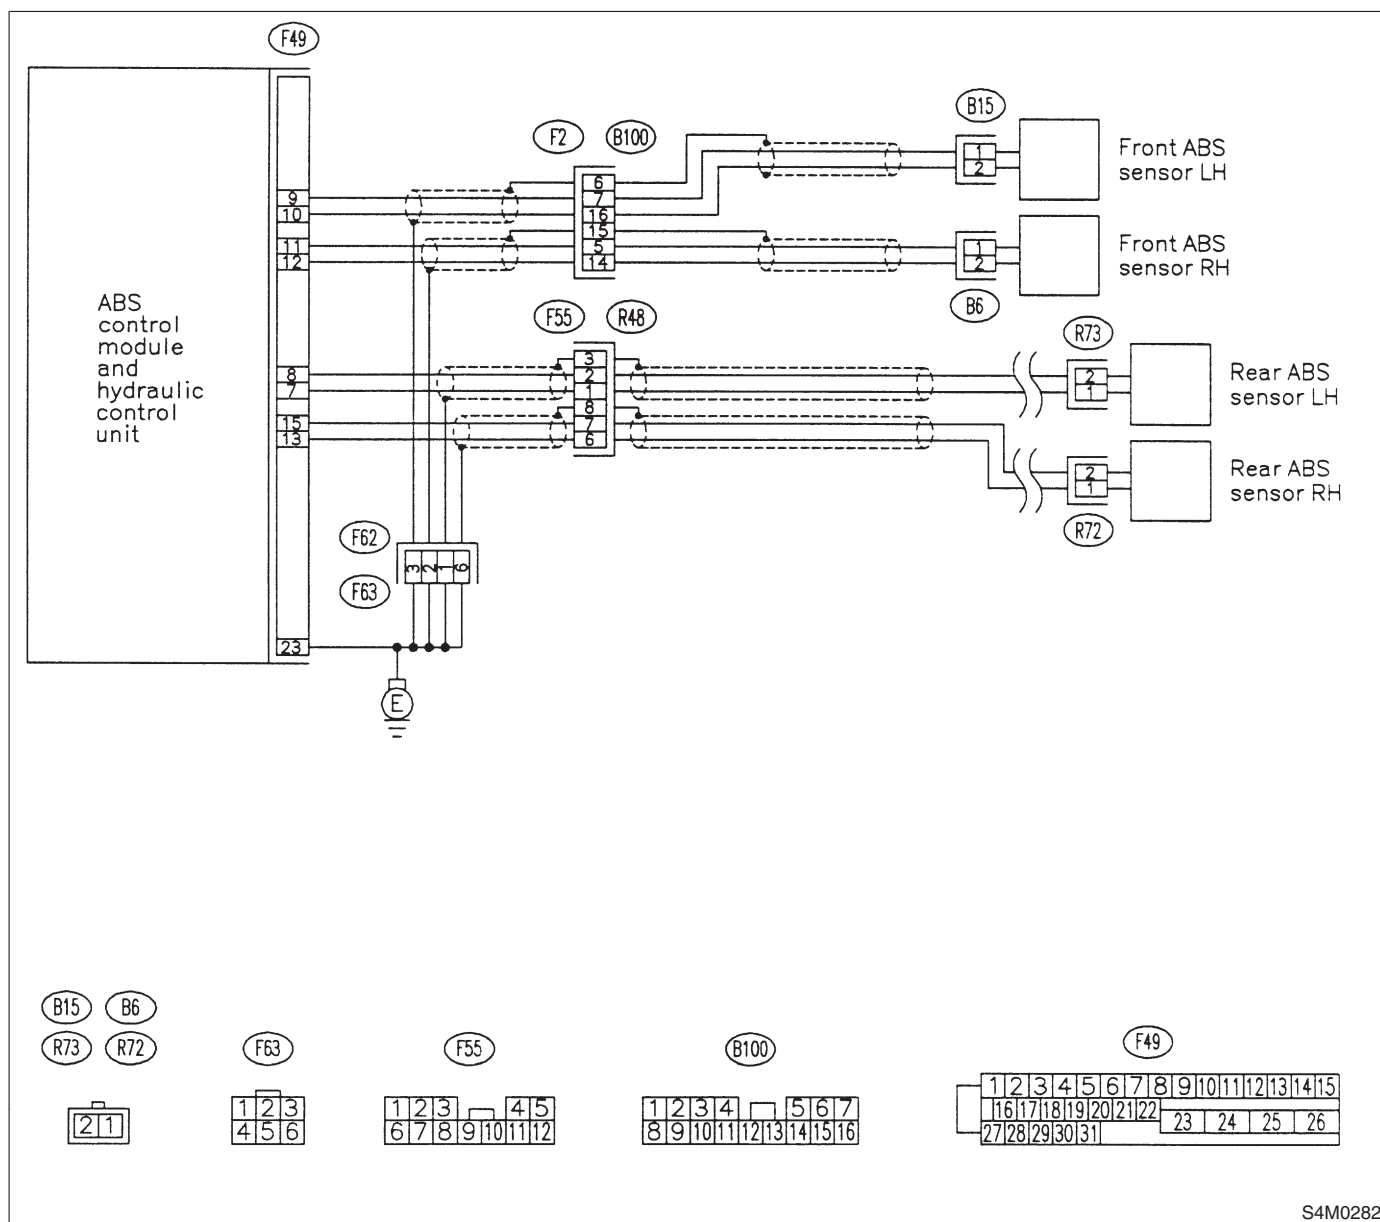 F49
B15
F2
B100
1
2
Front ABS
sensor LH
6
7
16
15
5
14
9
10
11
12
1
2
Front ABS
sensor RH
B6
ABS
control
module
and
hydraulic
control
unit
F55
R48
R73
3
2
1
8
7
6
8
7
15
13
2
1
Rear ABS
sensor LH
2
1
Rear ABS
sensor RH
R72
F62
3 2 1 6
F63
23
E
B15 B6
R73 R72
F63
F55
B100
F49
2 1
1 2 3
4 5 6
1 2 3 4 5
6 7 8 9 10 11 12
1 2 3 4 5 6 7
8 9 10 11 12 13 14 15 16
1 2 3 4 5 6 7 8 9 10 11 12 13 14 15
16 17 18 19 20 21 22
23 24 25 26
27 28 29 30 31
S4M0282